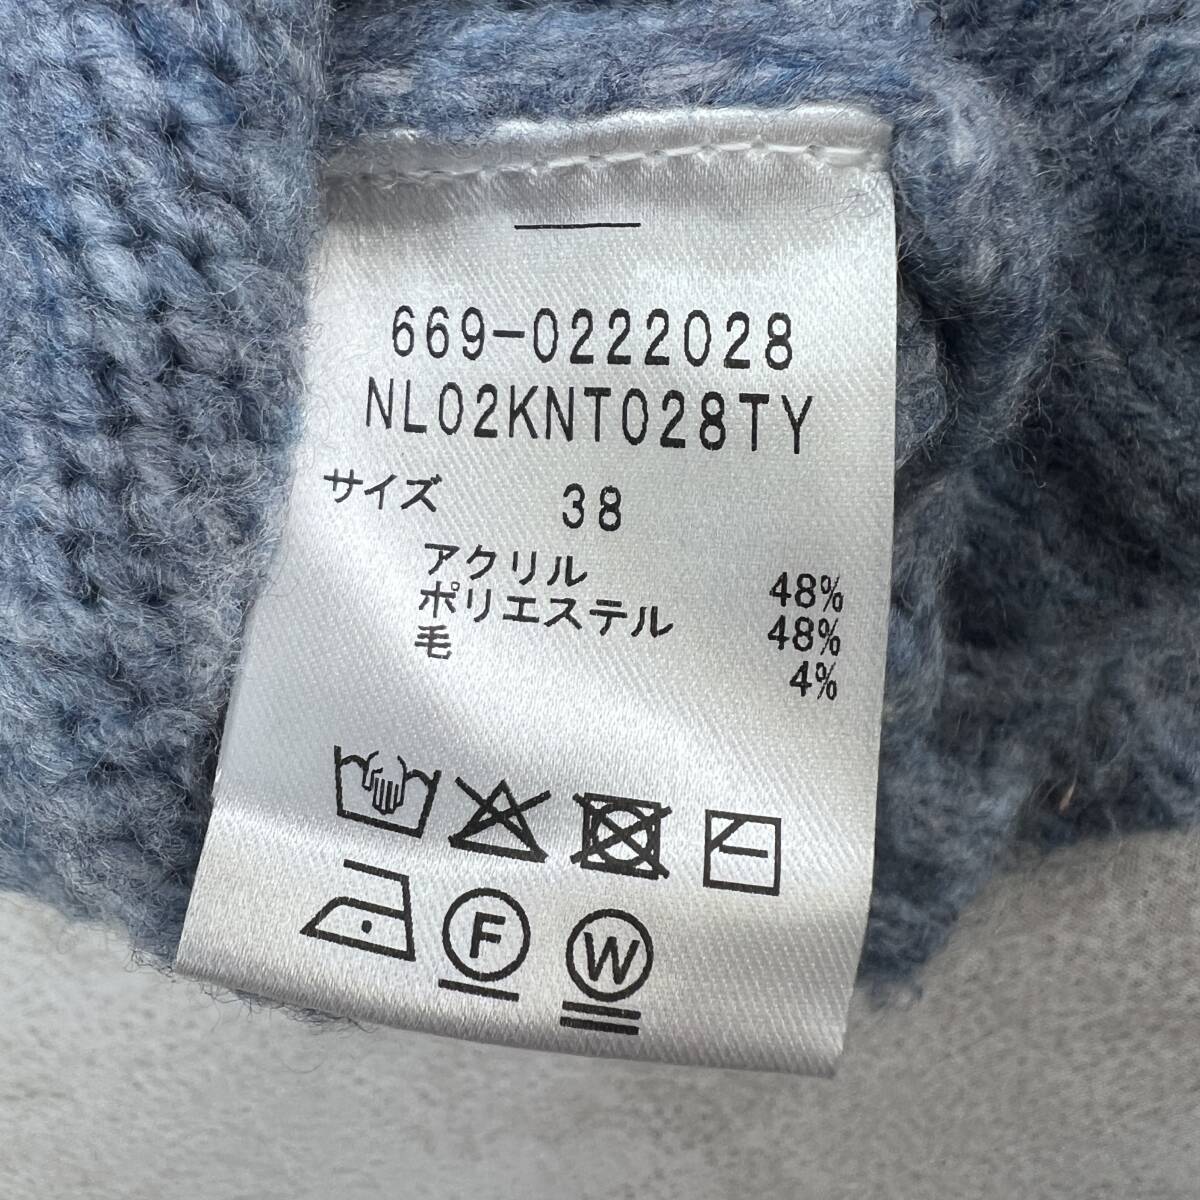 669-0222028
NL02KNT028TY
サイズ 38
アクリル 48%
ポリエステル 48%
毛 4%
F W